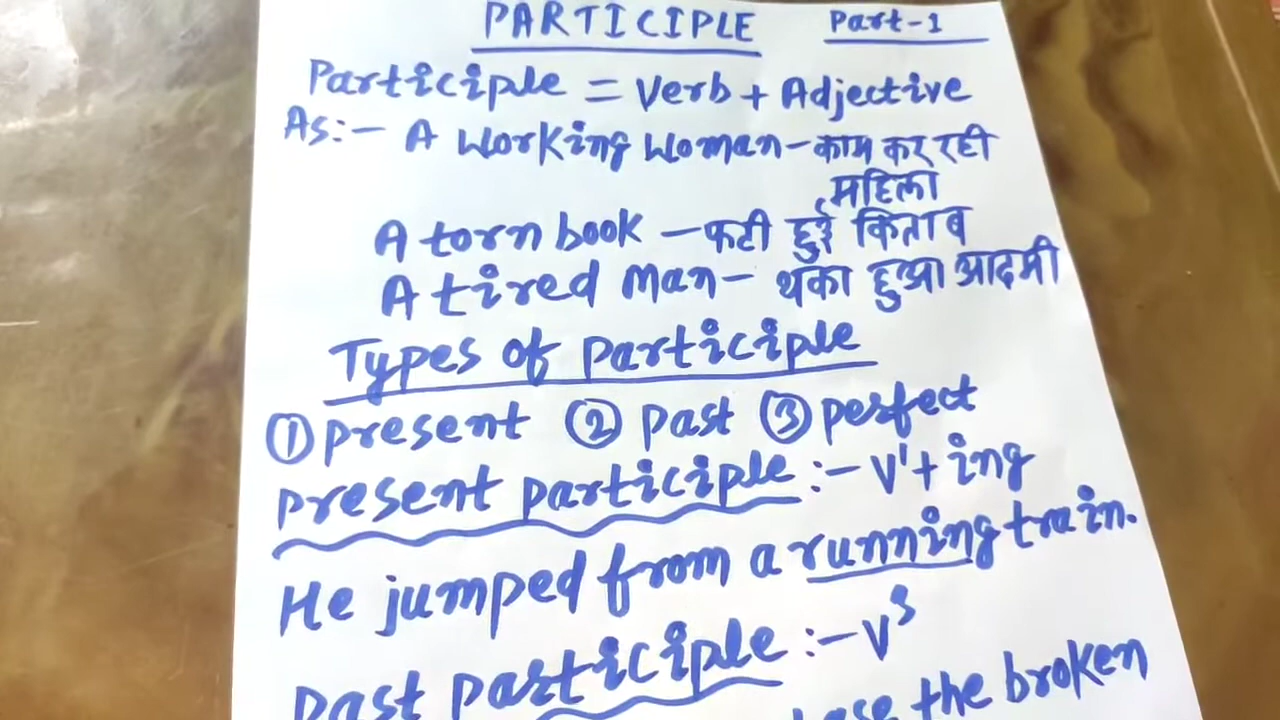 PARTICIPLE Part-1
Participle = Verb + Adjective
As:- A Working Woman - काम कर रही
महिला
A torn book - फटी हुई किताब
A tired man - थका हुआ आदमी
Types of participle
① present ② past ③ perfect
present participle :- V¹ + ing
He jumped from a running train.
past participle :- V³
the broken